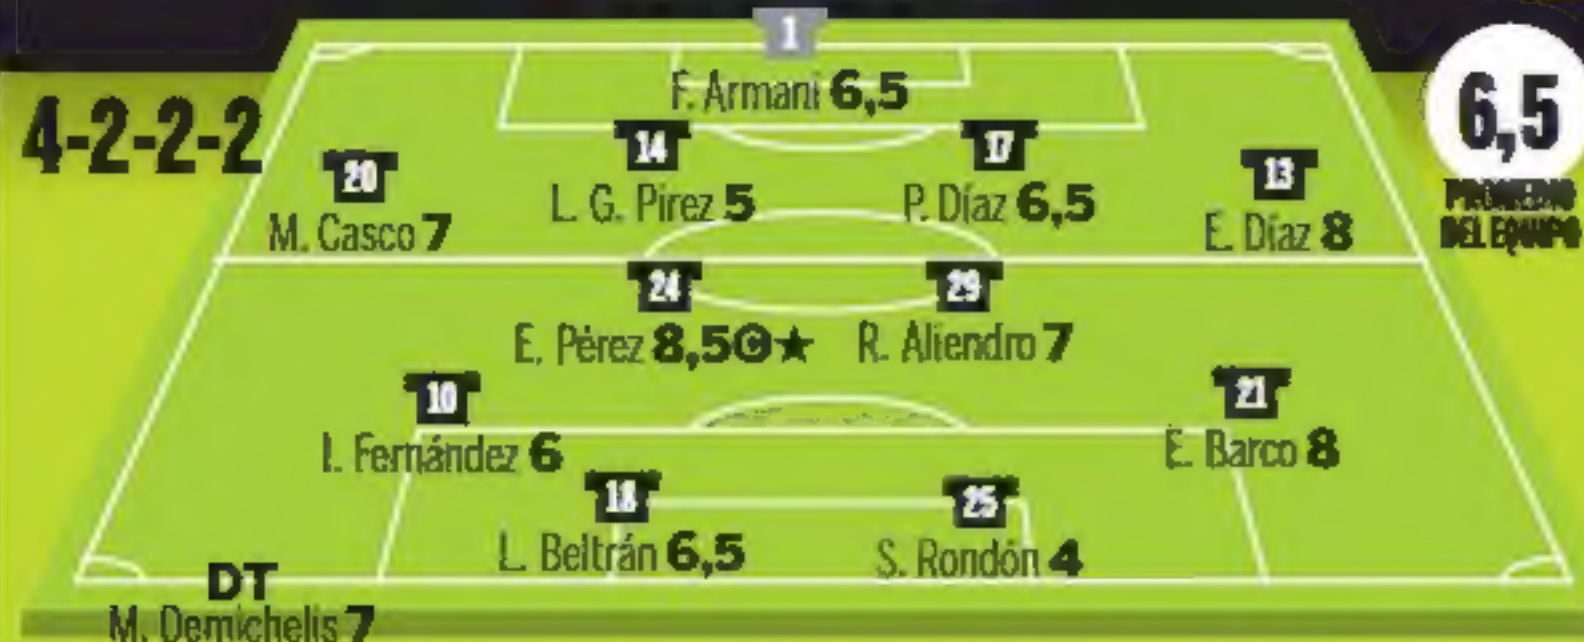 1
F. Armani 6,5
4-2-2-2
6,5
DEL EQUIPO
20
M. Casco 7
14
L. G. Pirez 5
17
P. Díaz 6,5
13
E. Díaz 8
24
E. Pérez 8,5 © ★
29
R. Aliendro 7
10
I. Fernández 6
21
E. Barco 8
18
L. Beltrán 6,5
25
S. Rondón 4
DT
M. Demichelis 7